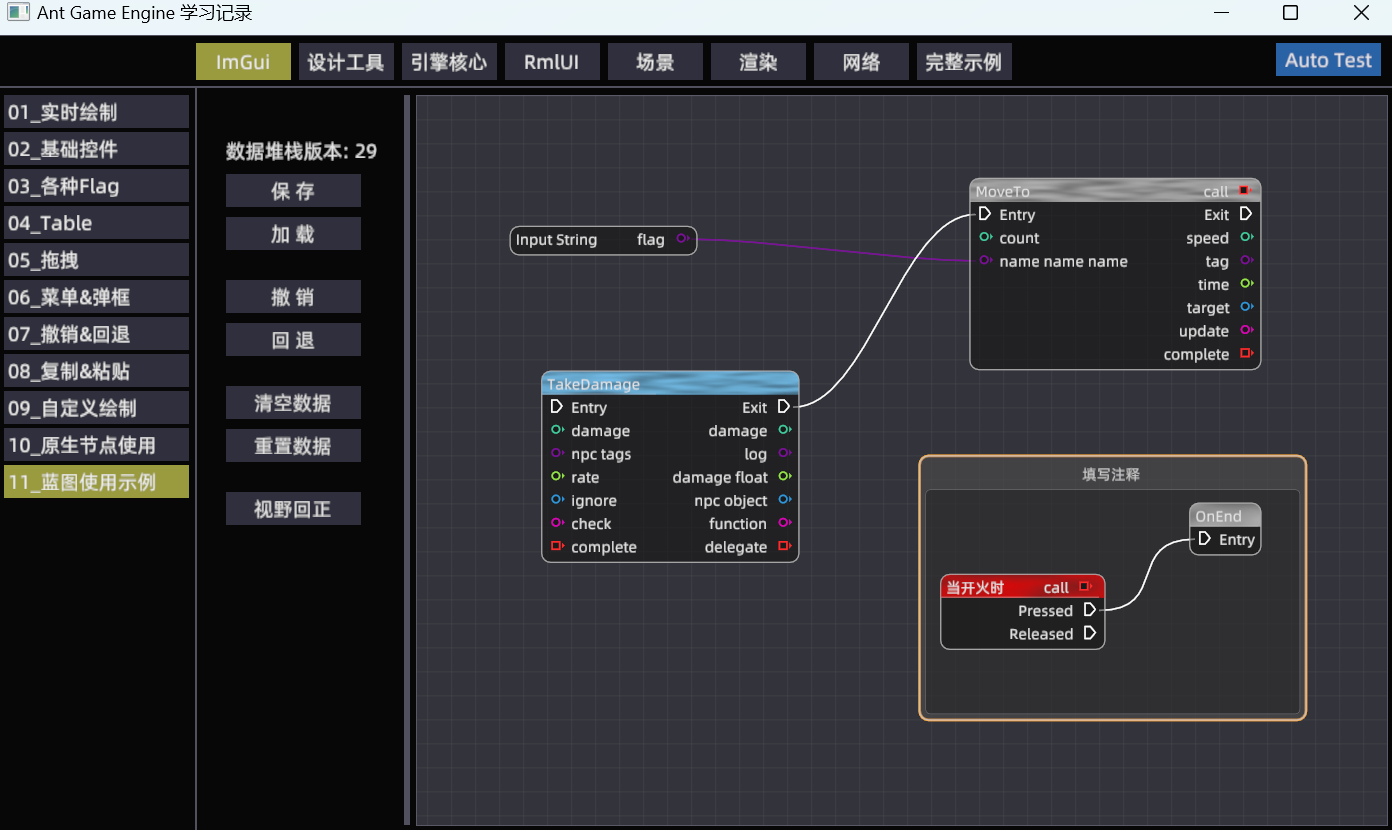 Ant Game Engine 学习记录
ImGui
设计工具
引擎核心
RmlUI
场景
渲染
网络
完整示例
Auto Test
01_实时绘制
02_基础控件
03_各种Flag
04_Table
05_拖拽
06_菜单&弹框
07_撤销&回退
08_复制&粘贴
09_自定义绘制
10_原生节点使用
11_蓝图使用示例
数据堆栈版本: 29
保 存
加 载
撤 销
回 退
清空数据
重置数据
视野回正
Input String flag
MoveTo call
Entry Exit
count speed
name name name tag
time
target
update
complete
TakeDamage
Entry Exit
damage damage
npc tags log
rate damage float
ignore npc object
check function
complete delegate
填写注释
OnEnd
Entry
当开火时 call
Pressed
Released